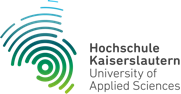 Hochschule
Kaiserslautern
University of
Applied Sciences